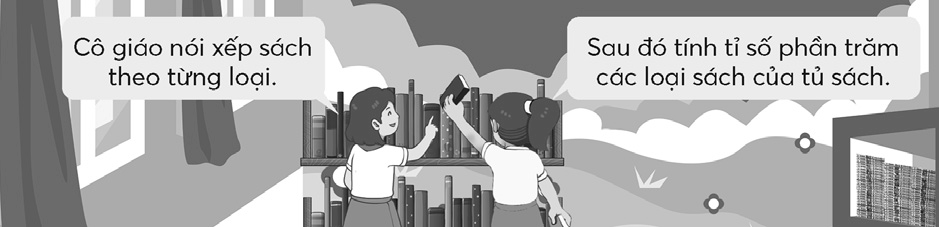 Cô giáo nói xếp sách
theo từng loại.
Sau đó tính tỉ số phần trăm
các loại sách của tủ sách.